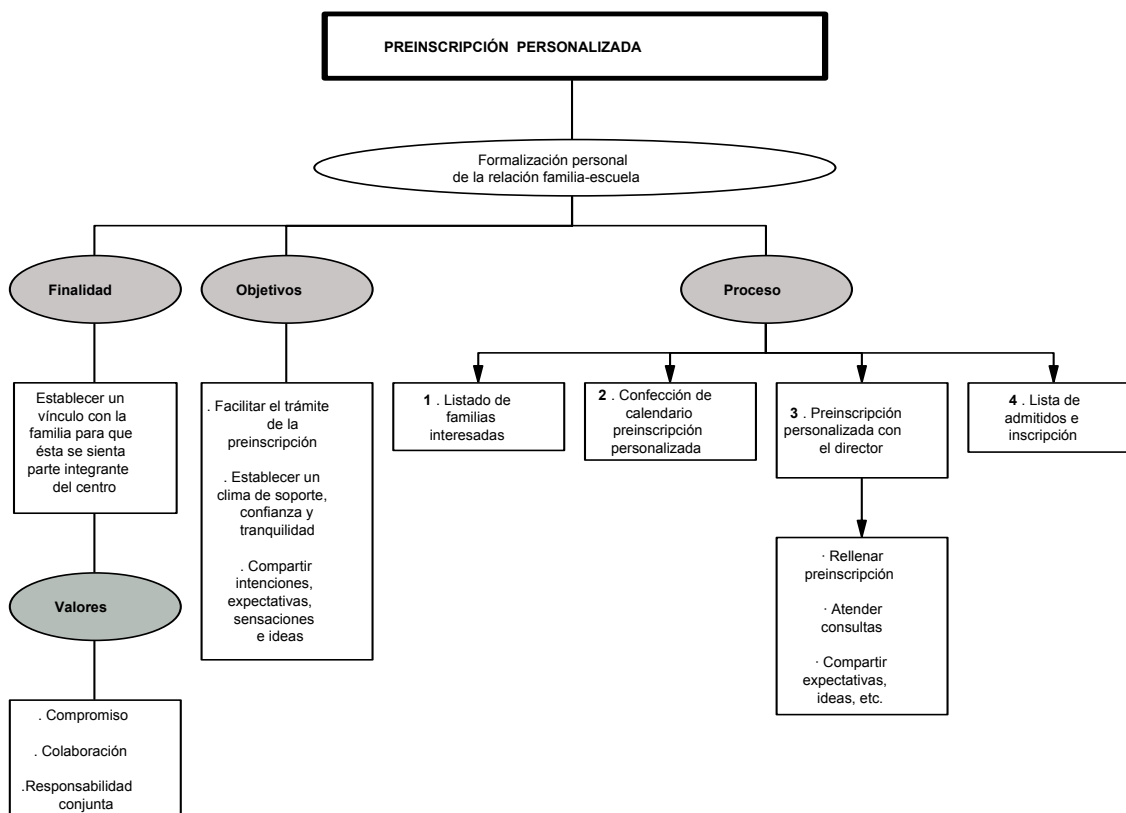 PREINSCRIPCIÓN PERSONALIZADA
Formalización personal
de la relación familia-escuela
Finalidad
Objetivos
Proceso
Establecer un
vínculo con la
familia para que
ésta se sienta
parte integrante
del centro
. Facilitar el trámite
de la
preinscripción
. Establecer un
clima de soporte,
confianza y
tranquilidad
. Compartir
intenciones,
expectativas,
sensaciones
e ideas
1 . Listado de
familias
interesadas
2 . Confección de
calendario
preinscripción
personalizada
3 . Preinscripción
personalizada con
el director
4 . Lista de
admitidos e
inscripción
· Rellenar
preinscripción
· Atender
consultas
· Compartir
expectativas,
ideas, etc.
Valores
. Compromiso
. Colaboración
.Responsabilidad
conjunta